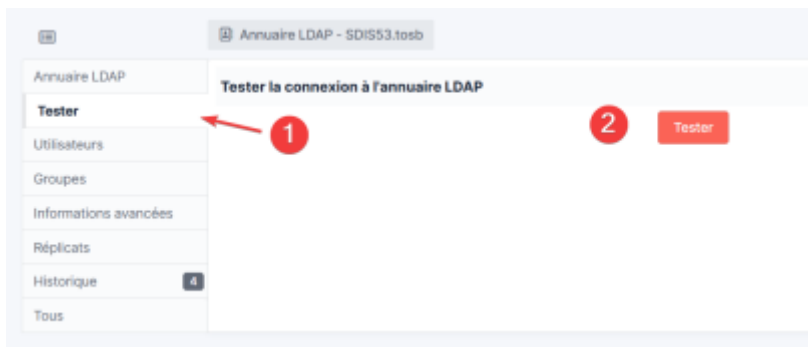 Annuaire LDAP - SDIS53.tosb
Annuaire LDAP
Tester
Utilisateurs
Groupes
Informations avancées
Réplicats
Historique 4
Tous
Tester la connexion à l'annuaire LDAP
1
2 Tester